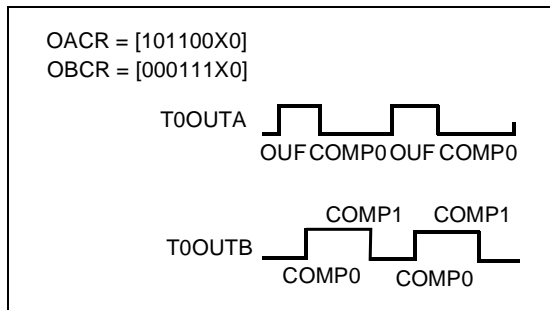 OACR = [101100X0]
OBCR = [000111X0]
T0OUTA
OUF COMP0 OUF COMP0
COMP1 COMP1
T0OUTB
COMP0 COMP0